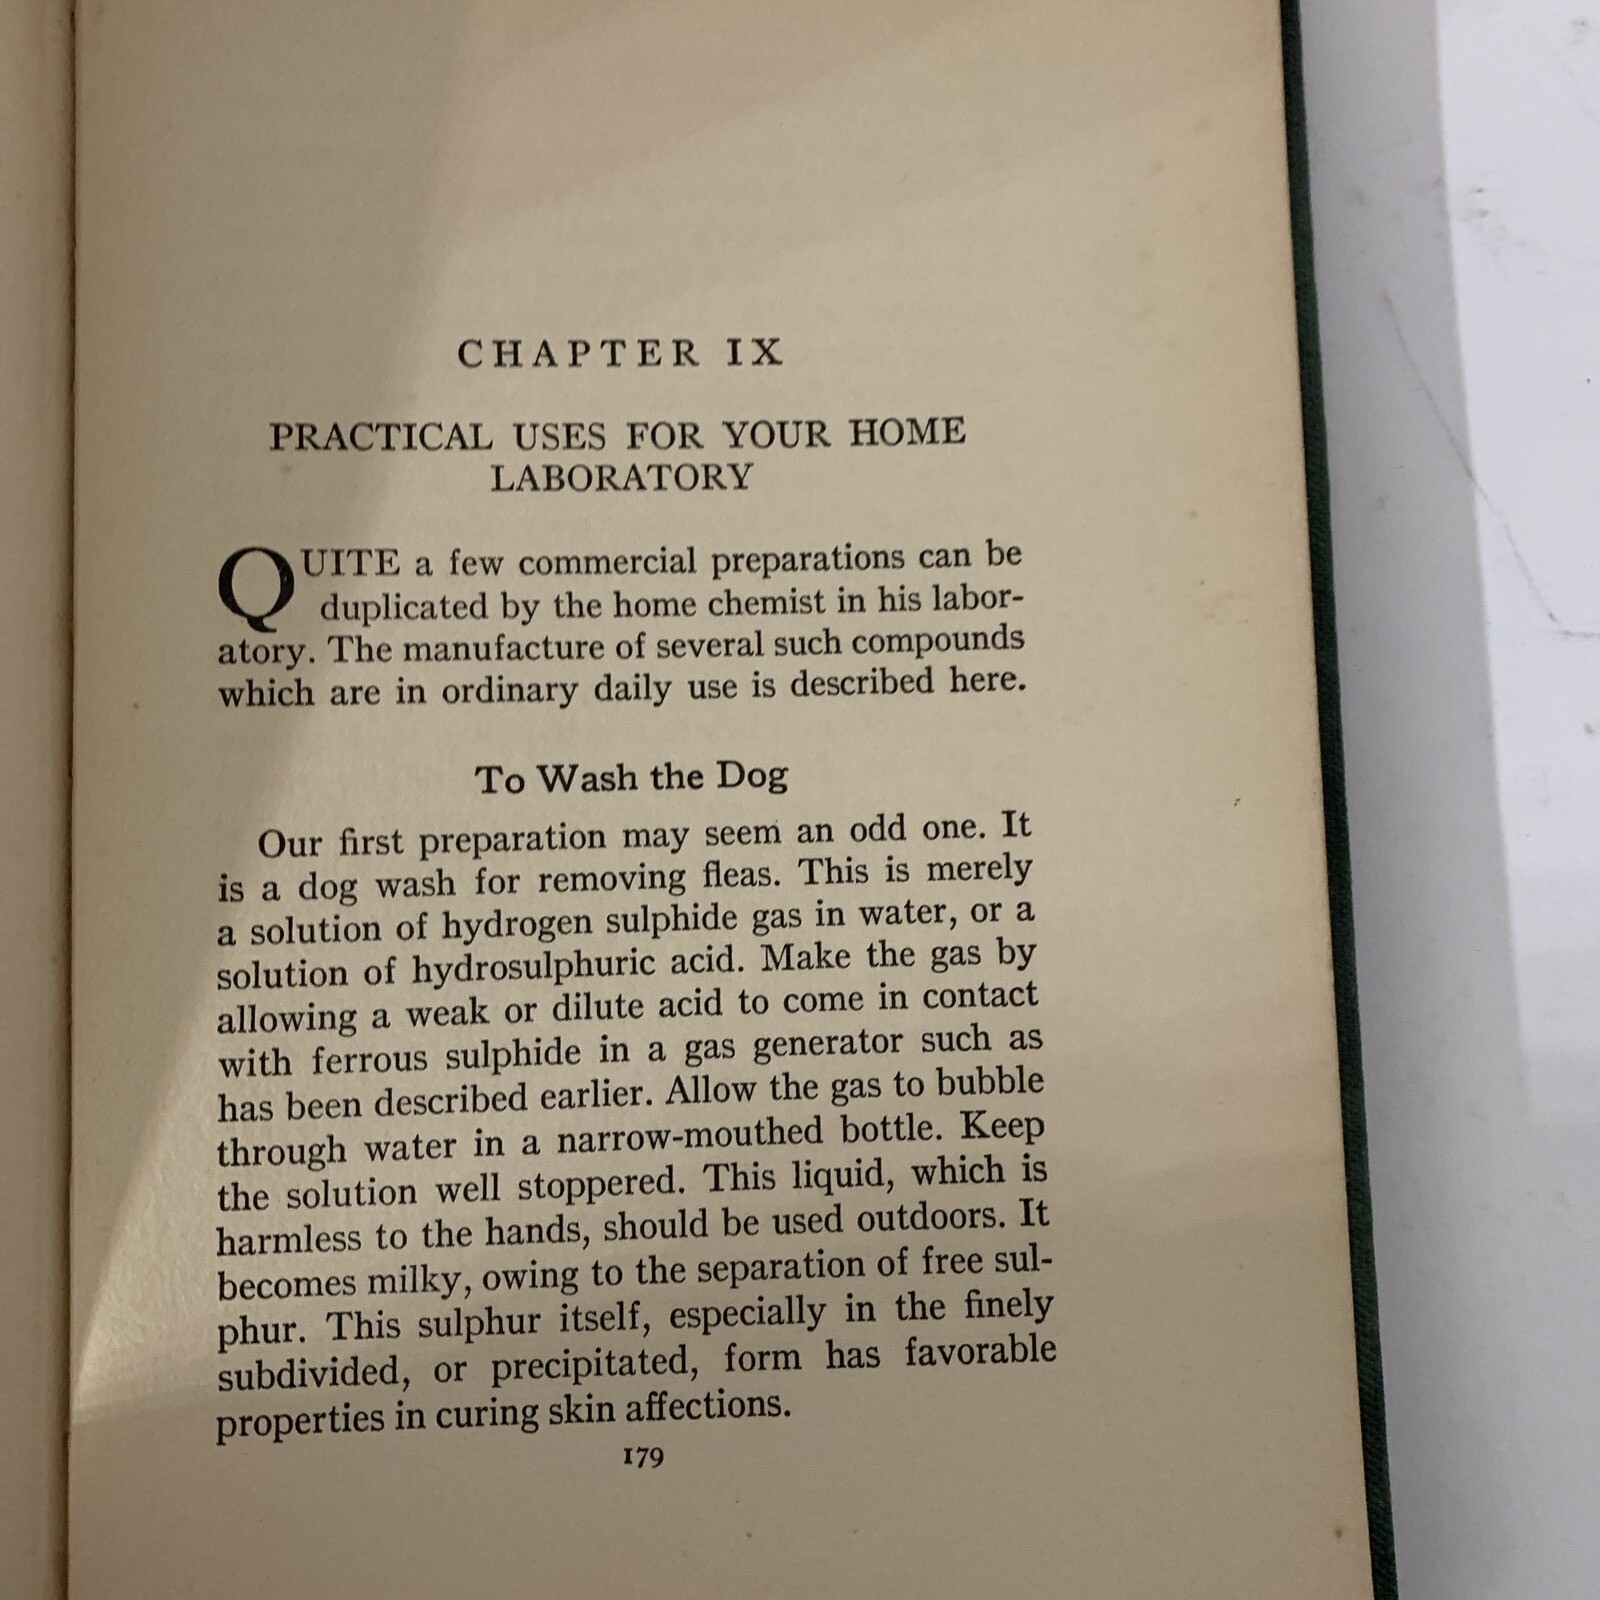 CHAPTER IX
PRACTICAL USES FOR YOUR HOME
LABORATORY
QUITE a few commercial preparations can be
duplicated by the home chemist in his labor-
atory. The manufacture of several such compounds
which are in ordinary daily use is described here.
To Wash the Dog
Our first preparation may seem an odd one. It
is a dog wash for removing fleas. This is merely
a solution of hydrogen sulphide gas in water, or a
solution of hydrosulphuric acid. Make the gas by
allowing a weak or dilute acid to come in contact
with ferrous sulphide in a gas generator such as
has been described earlier. Allow the gas to bubble
through water in a narrow-mouthed bottle. Keep
the solution well stoppered. This liquid, which is
harmless to the hands, should be used outdoors. It
becomes milky, owing to the separation of free sul-
phur. This sulphur itself, especially in the finely
subdivided, or precipitated, form has favorable
properties in curing skin affections.
179